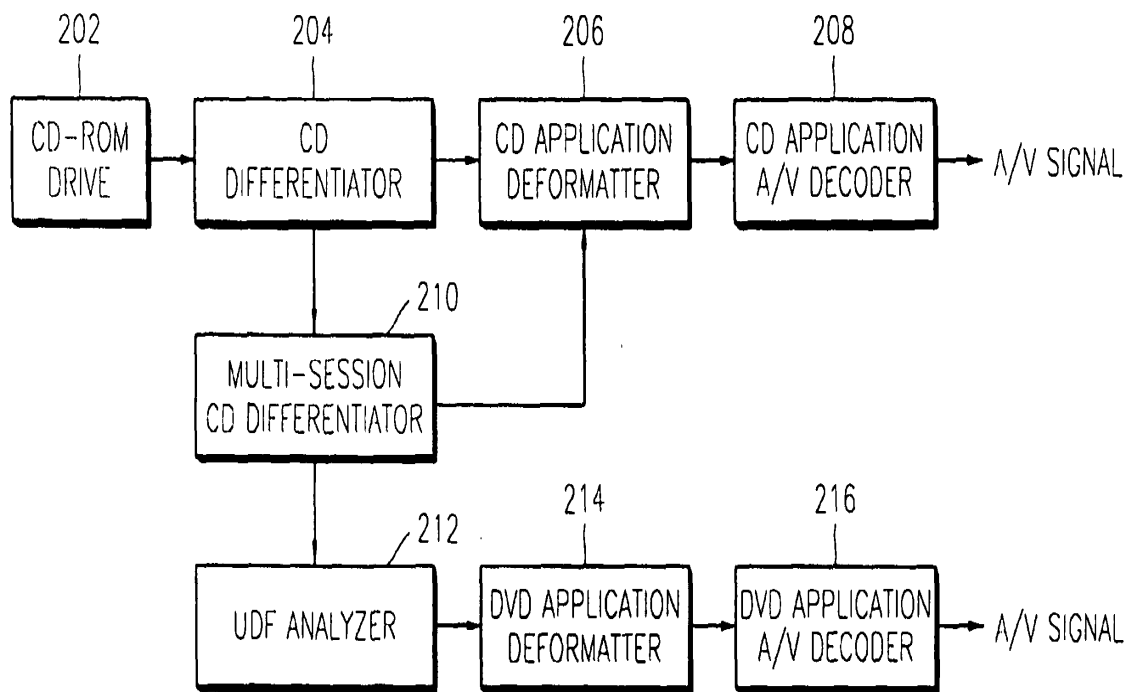 202
204
206
208
CD-ROM
DRIVE
CD
DIFFERENTIATOR
CD APPLICATION
DEFORMATTER
CD APPLICATION
A/V DECODER
A/V SIGNAL
210
MULTI-SESSION
CD DIFFERENTIATOR
212
214
216
UDF ANALYZER
DVD APPLICATION
DEFORMATTER
DVD APPLICATION
A/V DECODER
A/V SIGNAL